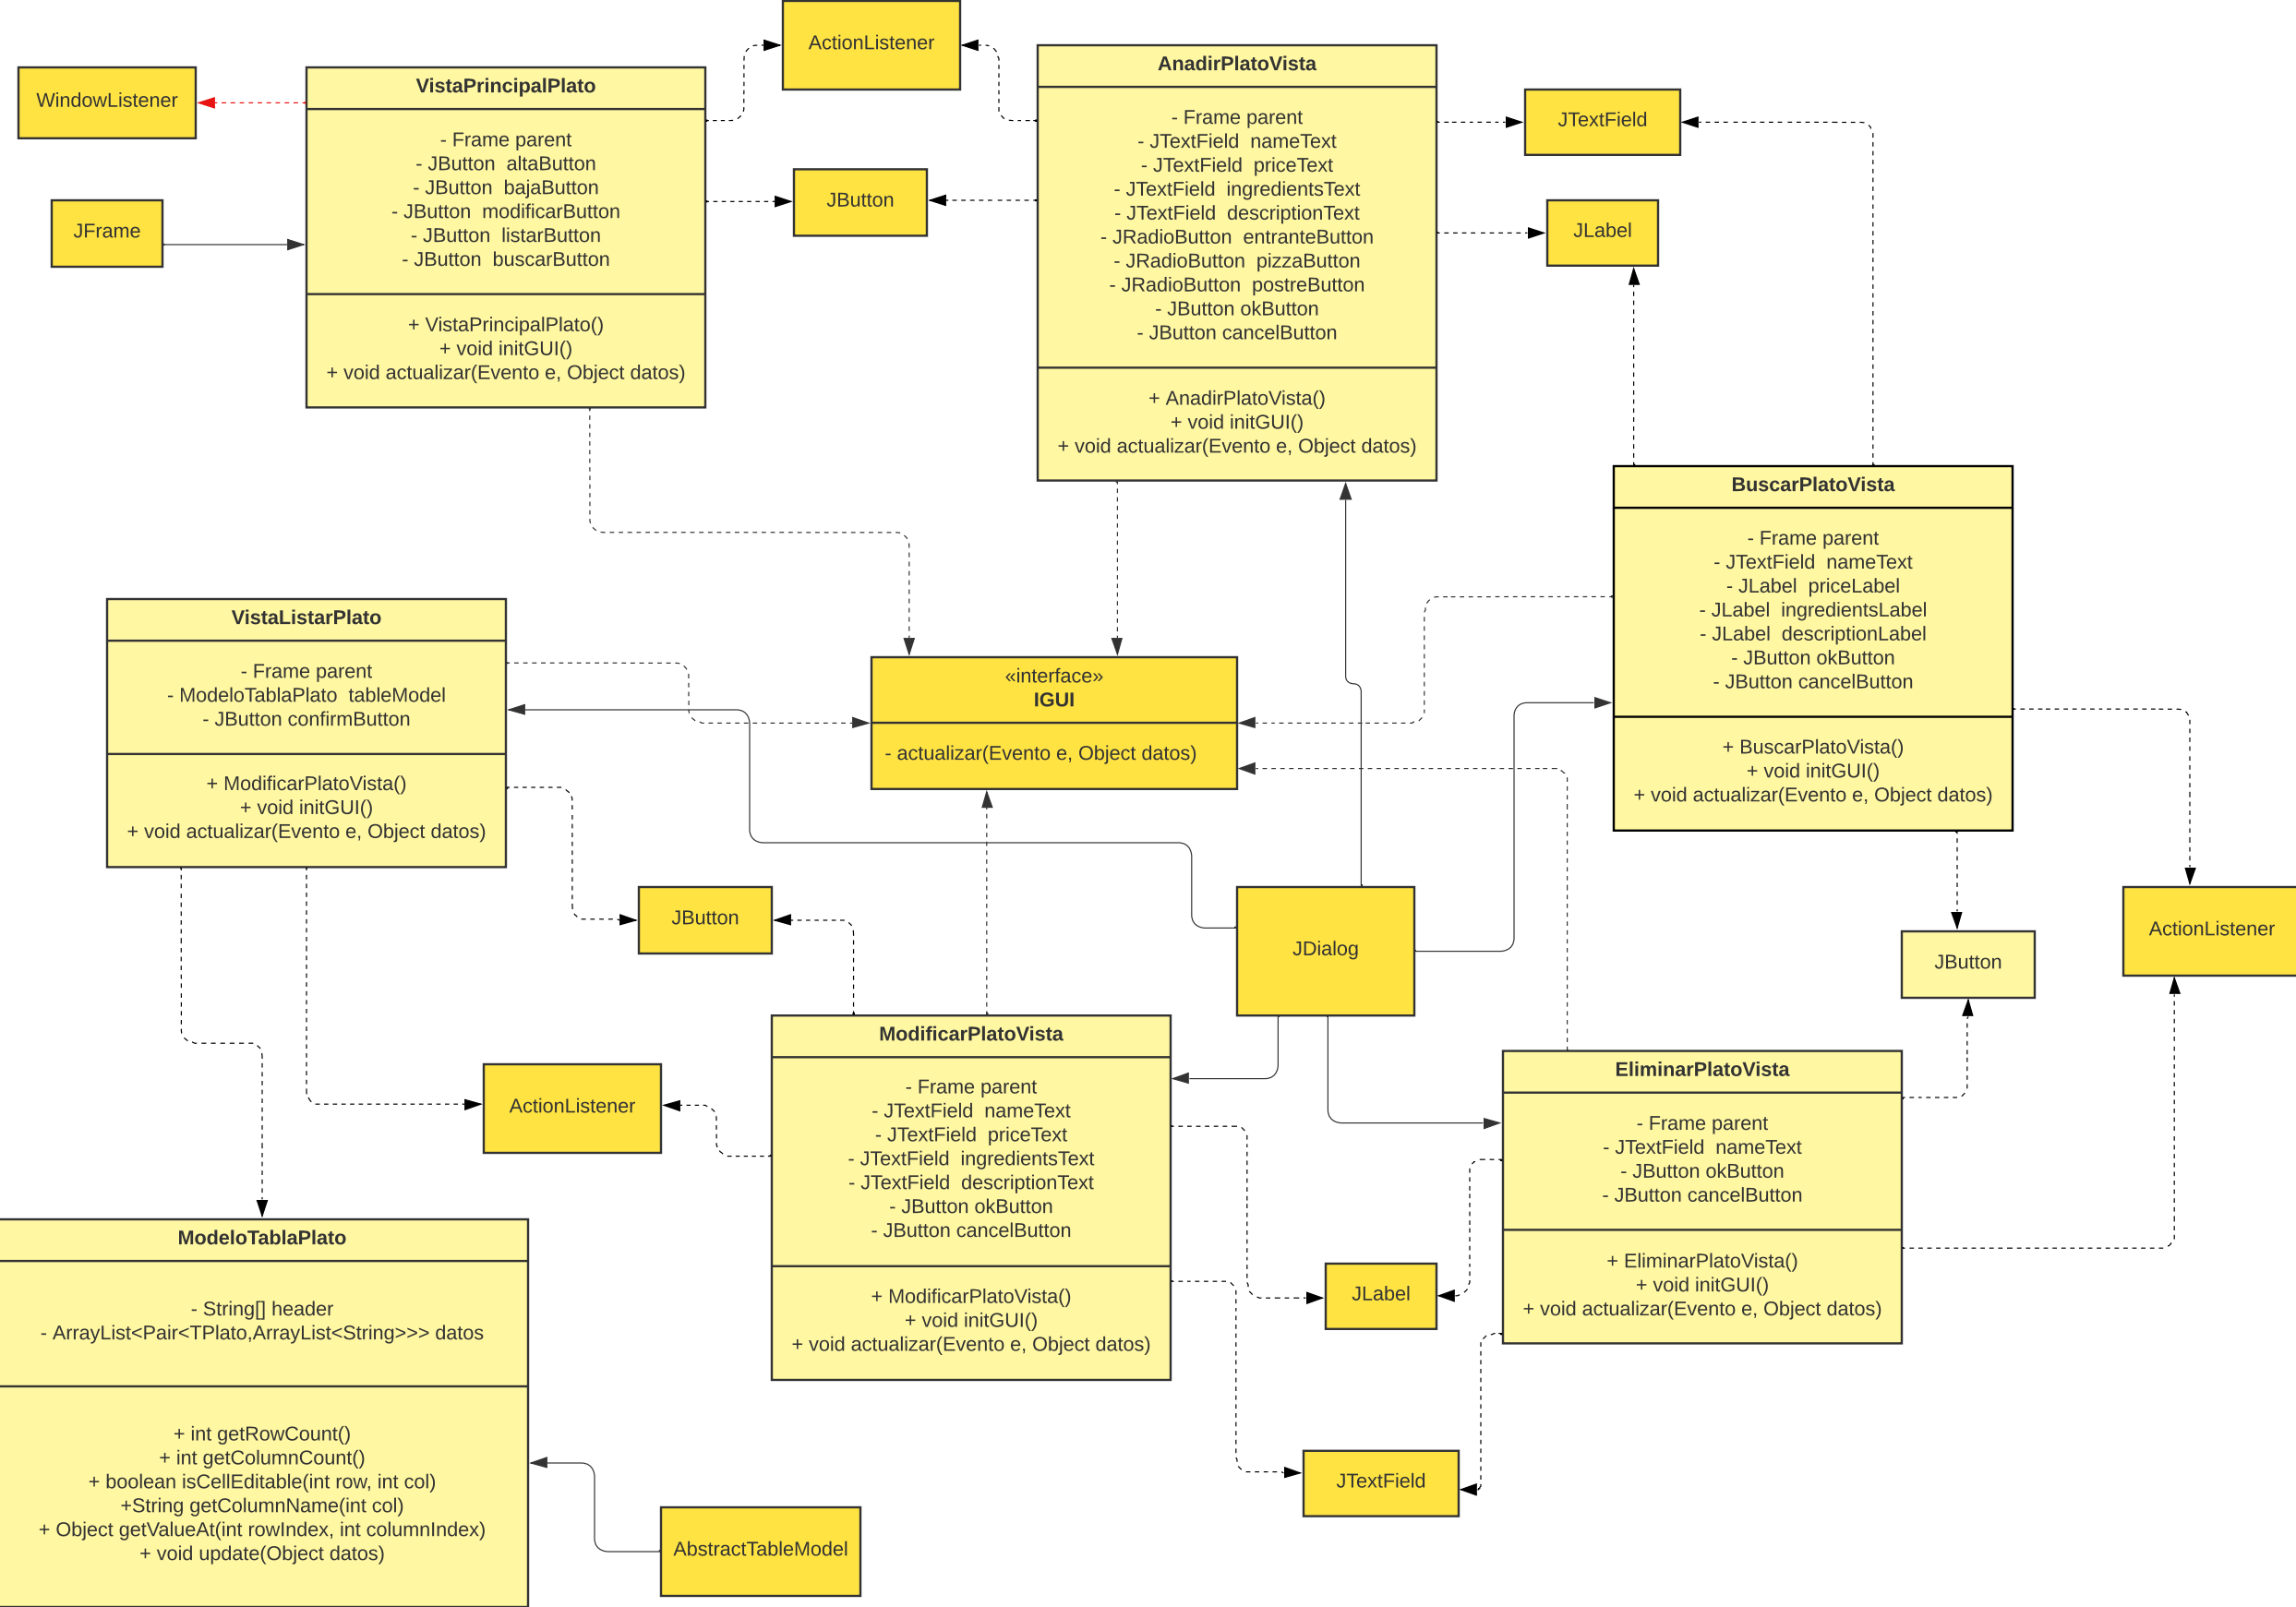 ActionListener
WindowListener
VistaPrincipalPlato
- Frame parent
- JButton  altaButton
- JButton  bajaButton
- JButton  modificarButton
- JButton  listarButton
- JButton  buscarButton
+ VistaPrincipalPlato()
+ void initGUI()
+ void actualizar(Evento e, Object datos)
JFrame
JButton
AnadirPlatoVista
- Frame parent
- JTextField  nameText
- JTextField  priceText
- JTextField  ingredientsText
- JTextField  descriptionText
- JRadioButton  entranteButton
- JRadioButton  pizzaButton
- JRadioButton  postreButton
- JButton okButton
- JButton cancelButton
+ AnadirPlatoVista()
+ void initGUI()
+ void actualizar(Evento e, Object datos)
JTextField
JLabel
BuscarPlatoVista
- Frame parent
- JTextField  nameText
- JLabel  priceLabel
- JLabel  ingredientsLabel
- JLabel  descriptionLabel
- JButton okButton
- JButton cancelButton
+ BuscarPlatoVista()
+ void initGUI()
+ void actualizar(Evento e, Object datos)
VistaListarPlato
- Frame parent
- ModeloTablaPlato  tableModel
- JButton confirmButton
+ ModificarPlatoVista()
+ void initGUI()
+ void actualizar(Evento e, Object datos)
«interface»
IGUI
- actualizar(Evento e, Object datos)
JButton
JDialog
JButton
ActionListener
ActionListener
ModificarPlatoVista
- Frame parent
- JTextField  nameText
- JTextField  priceText
- JTextField  ingredientsText
- JTextField  descriptionText
- JButton okButton
- JButton cancelButton
+ ModificarPlatoVista()
+ void initGUI()
+ void actualizar(Evento e, Object datos)
EliminarPlatoVista
- Frame parent
- JTextField  nameText
- JButton okButton
- JButton cancelButton
+ EliminarPlatoVista()
+ void initGUI()
+ void actualizar(Evento e, Object datos)
JLabel
JTextField
ModeloTablaPlato
- String[] header
- ArrayList<Pair<TPlato,ArrayList<String>>> datos
+ int getRowCount()
+ int getColumnCount()
+ boolean isCellEditable(int row, int col)
+String getColumnName(int col)
+ Object getValueAt(int rowIndex, int columnIndex)
+ void update(Object datos)
AbstractTableModel